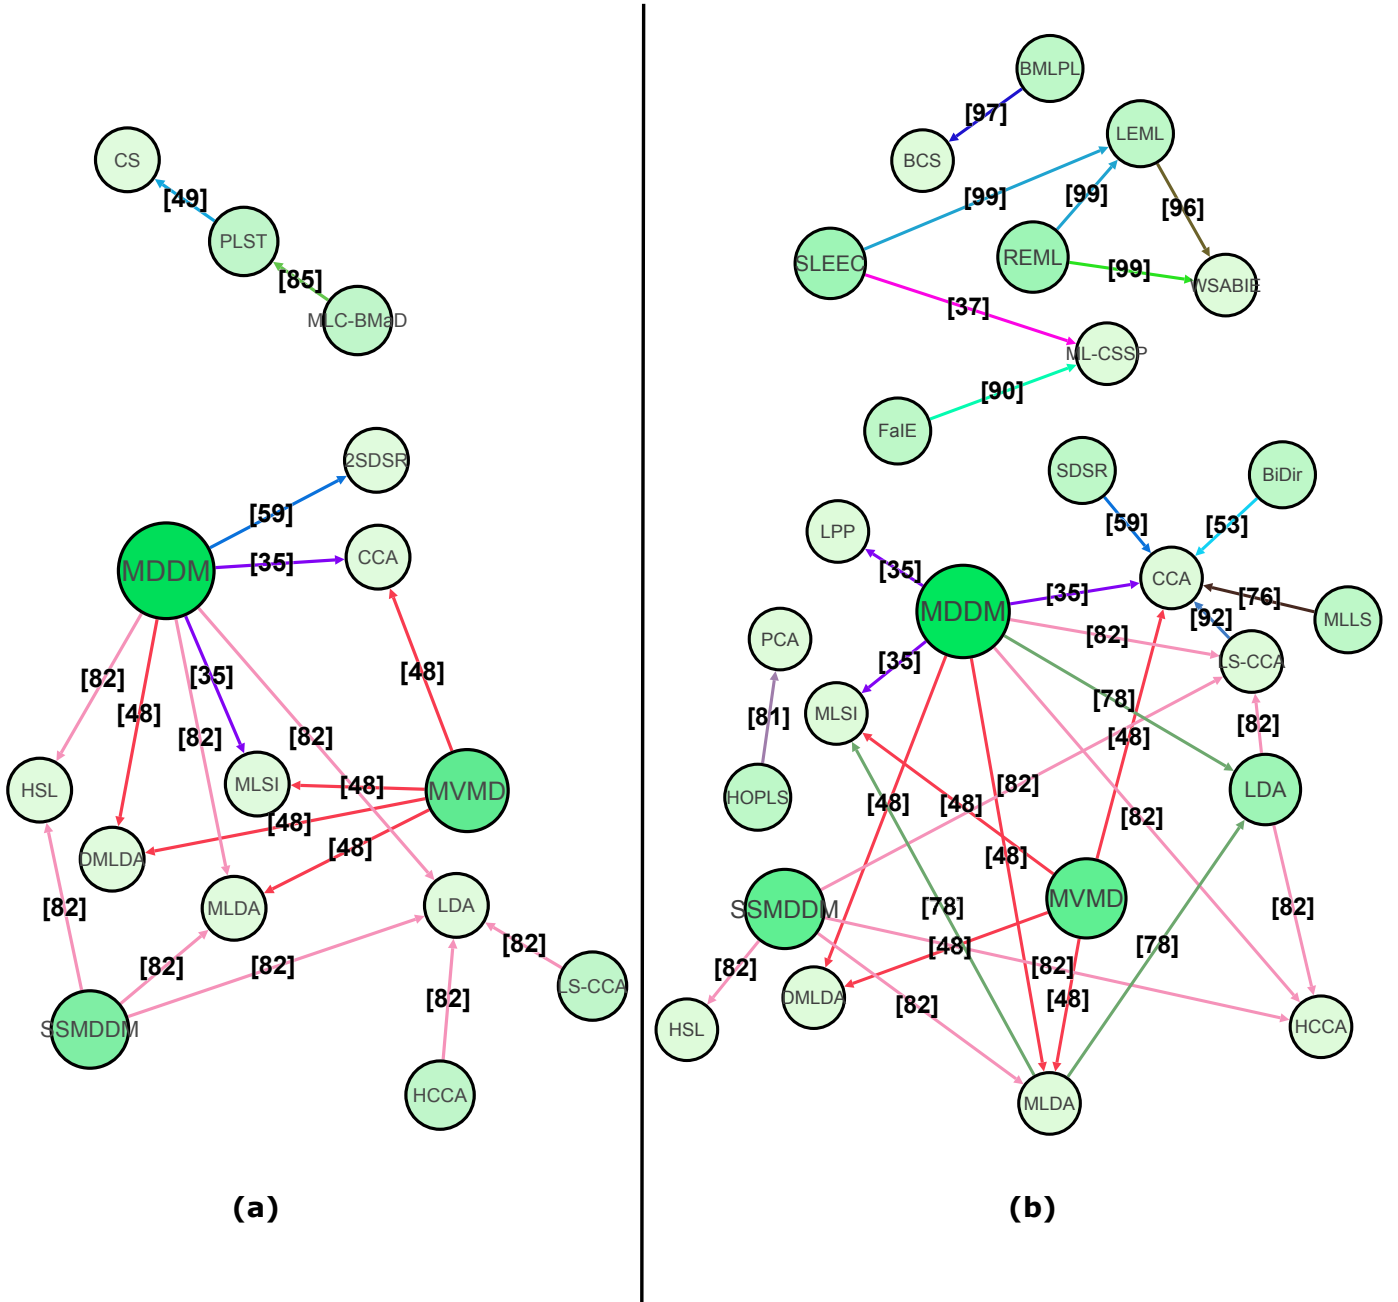 CS
[49]
PLST
[85]
MLC-BMaD
2SDSR
[59]
MDDM
[35]
CCA
[82]
[48]
[35]
[82]
[82]
[48]
HSL
MLSI
[48]
MVMD
[48]
DMLDA
[48]
MLDA
LDA
[82]
[82]
[82]
[82]
LS-CCA
[82]
SSMDDM
HCCA
(a)
BMLPL
[97]
BCS
LEML
[99]
[99]
[96]
SLEEC
REML
[99]
WSABIE
[37]
ML-CSSP
[90]
FaIE
SDSR
BiDir
LPP
[59]
[53]
[35]
CCA
MDDM
[35]
[76]
[92]
MLLS
PCA
[82]
LS-CCA
[35]
[78]
[81]
MLSI
[48]
[82]
HOPLS
[82]
LDA
[48]
[48]
[82]
[48]
SSMDDM
MVMD
[78]
[82]
[48]
[78]
[82]
[82]
DMLDA
[82]
[48]
HSL
HCCA
MLDA
(b)